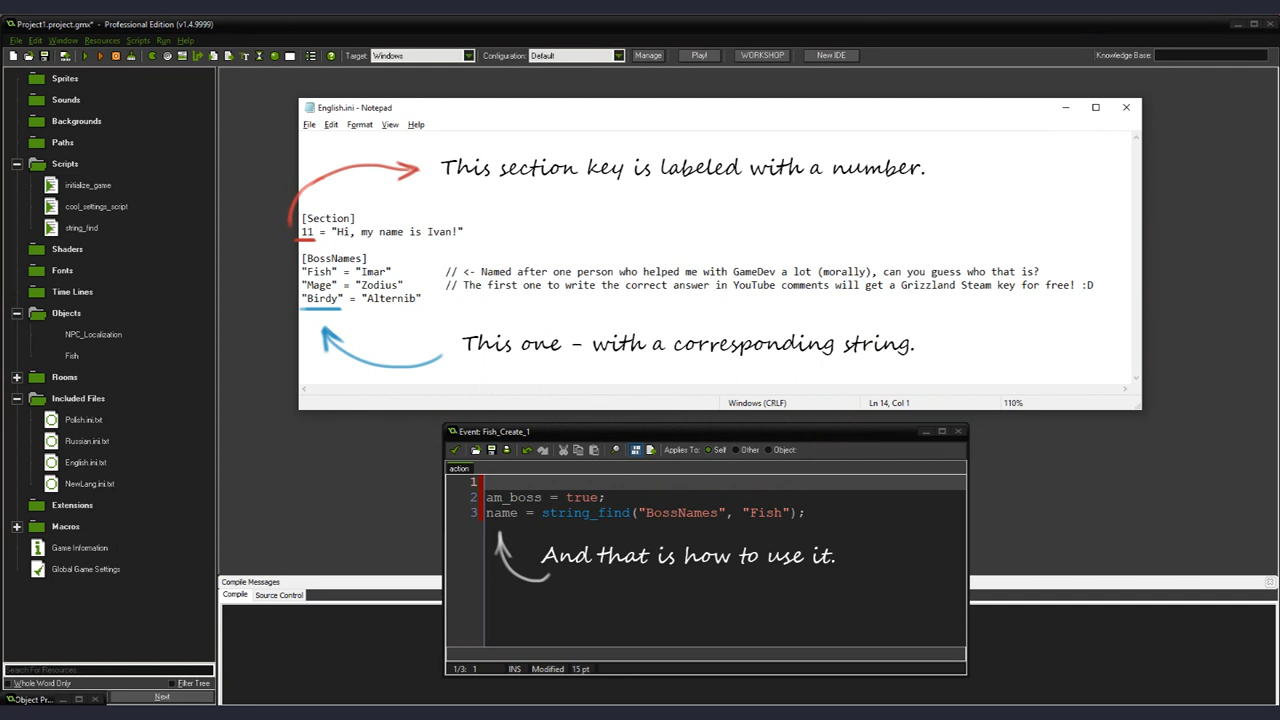 Project1.project.gmx* - Professional Edition (v1.4.9999)
File Edit Window Resources Scripts Run Help
Target: Windows Configuration: Default Manage Play! WORKSHOP New IDE Knowledge Base:
Sprites
Sounds
Backgrounds
Paths
Scripts
initialize_game
cool_settings_script
string_find
Shaders
Fonts
Time Lines
Objects
NPC_Localization
Fish
Rooms
Included Files
Polish.ini.txt
Russian.ini.txt
English.ini.txt
NewLang.ini.txt
Extensions
Macros
Game Information
Global Game Settings
Search For Resources
Whole Word Only Filter Tree
Next
Object Pr...
English.ini - Notepad
File Edit Format View Help
This section key is labeled with a number.
[Section]
11 = "Hi, my name is Ivan!"
[BossNames]
"Fish" = "Imar" // <- Named after one person who helped me with GameDev a lot (morally), can you guess who that is?
"Mage" = "Zodius" // The first one to write the correct answer in YouTube comments will get a Grizzland Steam key for free! :D
"Birdy" = "Alternib"
This one - with a corresponding string.
Windows (CRLF) Ln 14, Col 1 110%
Event: Fish_Create_1
Applies To: Self Other Object:
action
1
2 am_boss = true;
3 name = string_find("BossNames", "Fish");
And that is how to use it.
1/3: 1 INS Modified 15 pt
Compile Messages
Compile Source Control